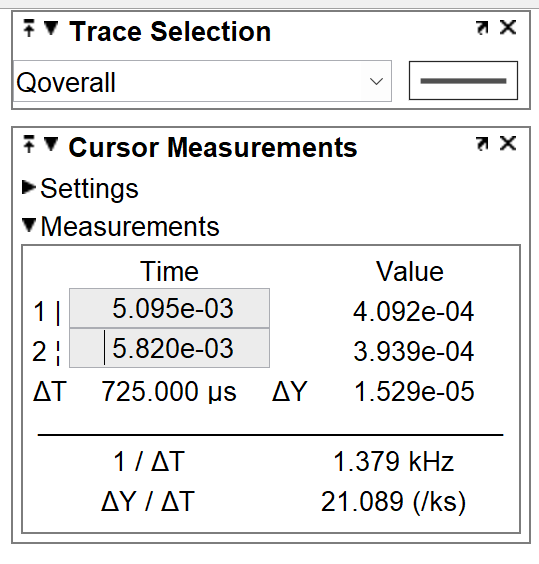 Trace Selection
Qoverall
Cursor Measurements
Settings
Measurements
Time Value
1 | 5.095e-03 4.092e-04
2 ¦ 5.820e-03 3.939e-04
ΔT 725.000 µs ΔY 1.529e-05
1 / ΔT 1.379 kHz
ΔY / ΔT 21.089 (/ks)